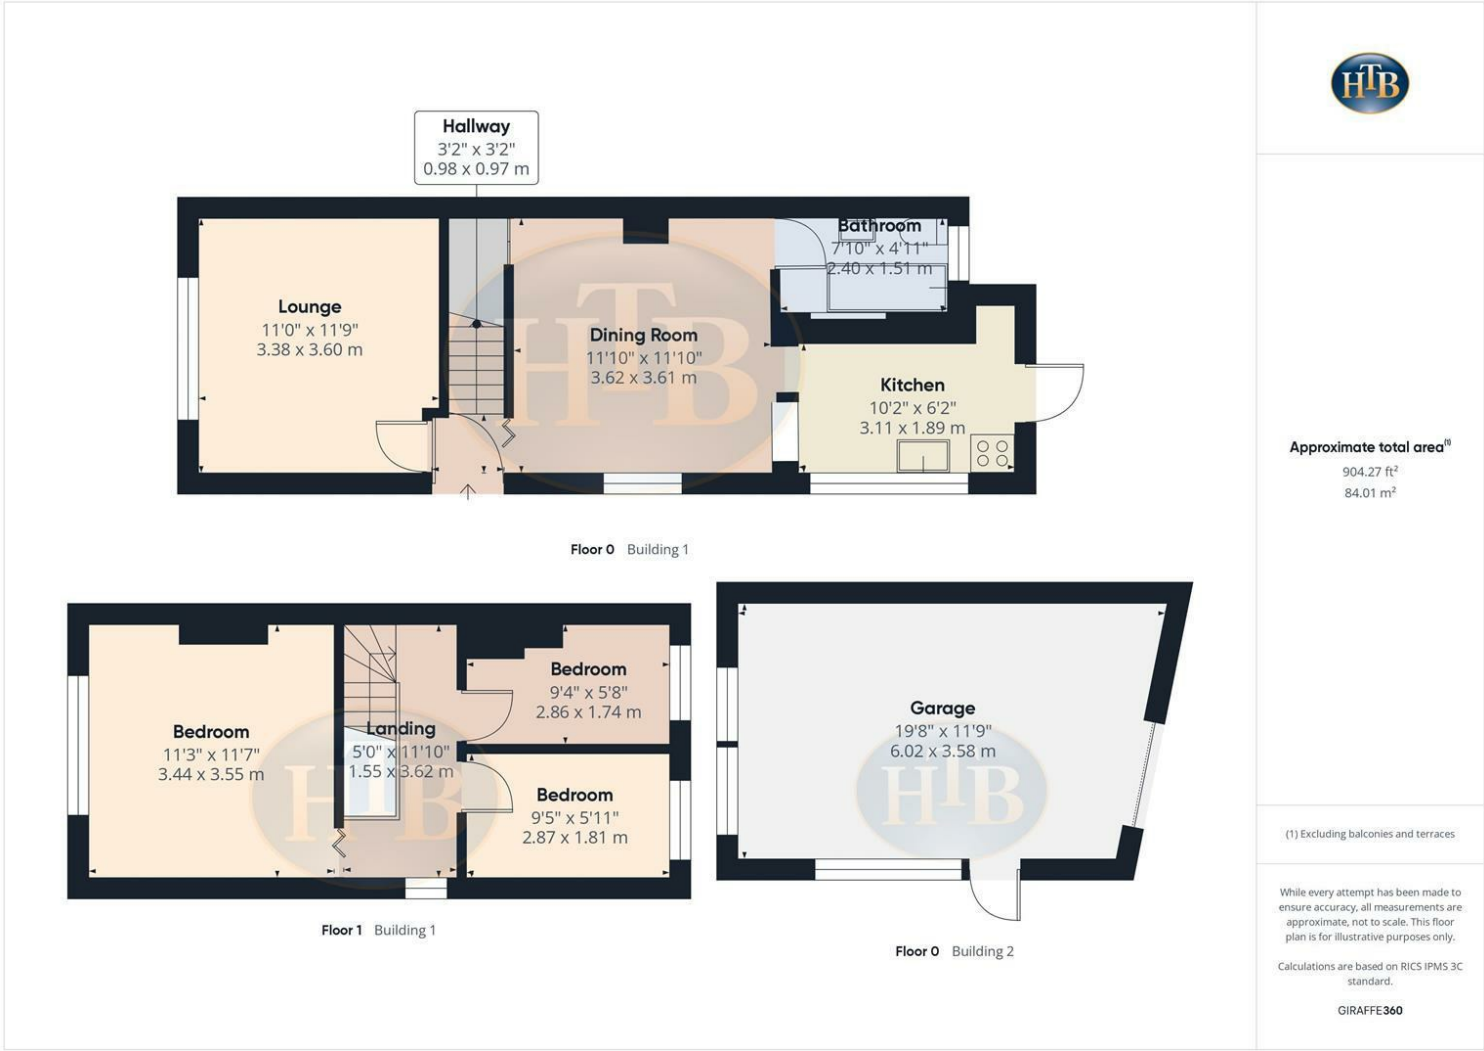 HTB
Hallway
3'2" x 3'2"
0.98 x 0.97 m
Bathroom
7'10" x 4'11"
2.40 x 1.51 m
Lounge
11'0" x 11'9"
3.38 x 3.60 m
Dining Room
11'10" x 11'10"
3.62 x 3.61 m
Kitchen
10'2" x 6'2"
3.11 x 1.89 m
HTB
Floor 0 Building 1
Bedroom
11'3" x 11'7"
3.44 x 3.55 m
Landing
5'0" x 11'10"
1.55 x 3.62 m
Bedroom
9'4" x 5'8"
2.86 x 1.74 m
Bedroom
9'5" x 5'11"
2.87 x 1.81 m
HTB
Floor 1 Building 1
Garage
19'8" x 11'9"
6.02 x 3.58 m
HTB
Floor 0 Building 2
Approximate total area(1)
904.27 ft²
84.01 m²
(1) Excluding balconies and terraces
While every attempt has been made to
ensure accuracy, all measurements are
approximate, not to scale. This floor
plan is for illustrative purposes only.
Calculations are based on RICS IPMS 3C
standard.
GIRAFFE360